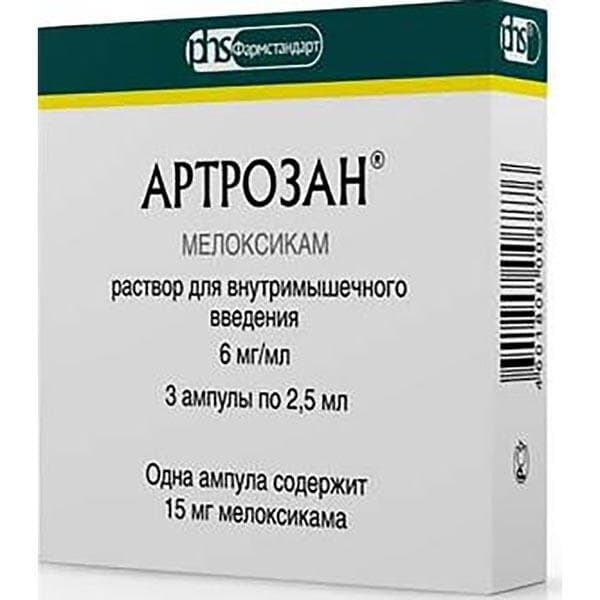 phs Фармстандарт
phs
АРТРОЗАН®
МЕЛОКСИКАМ
раствор для внутримышечного
введения
6 мг/мл
3 ампулы по 2,5 мл
Одна ампула содержит
15 мг мелоксикама